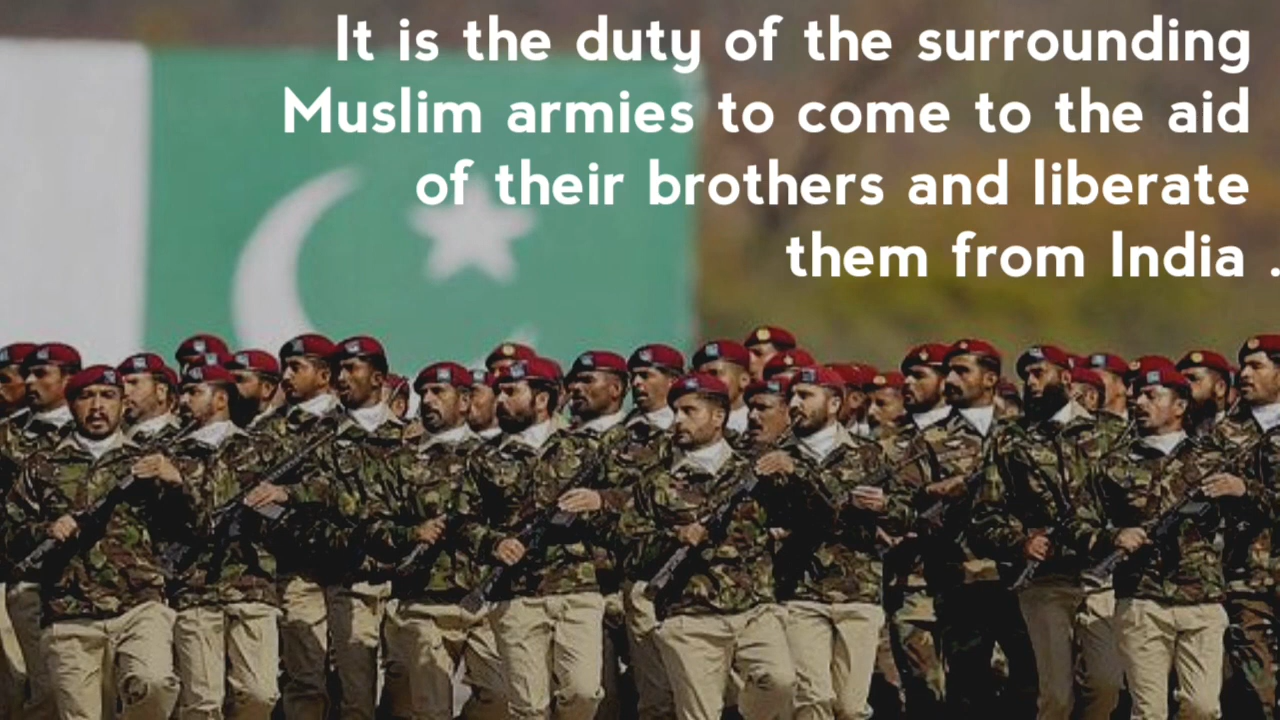 It is the duty of the surrounding
Muslim armies to come to the aid
of their brothers and liberate
them from India .